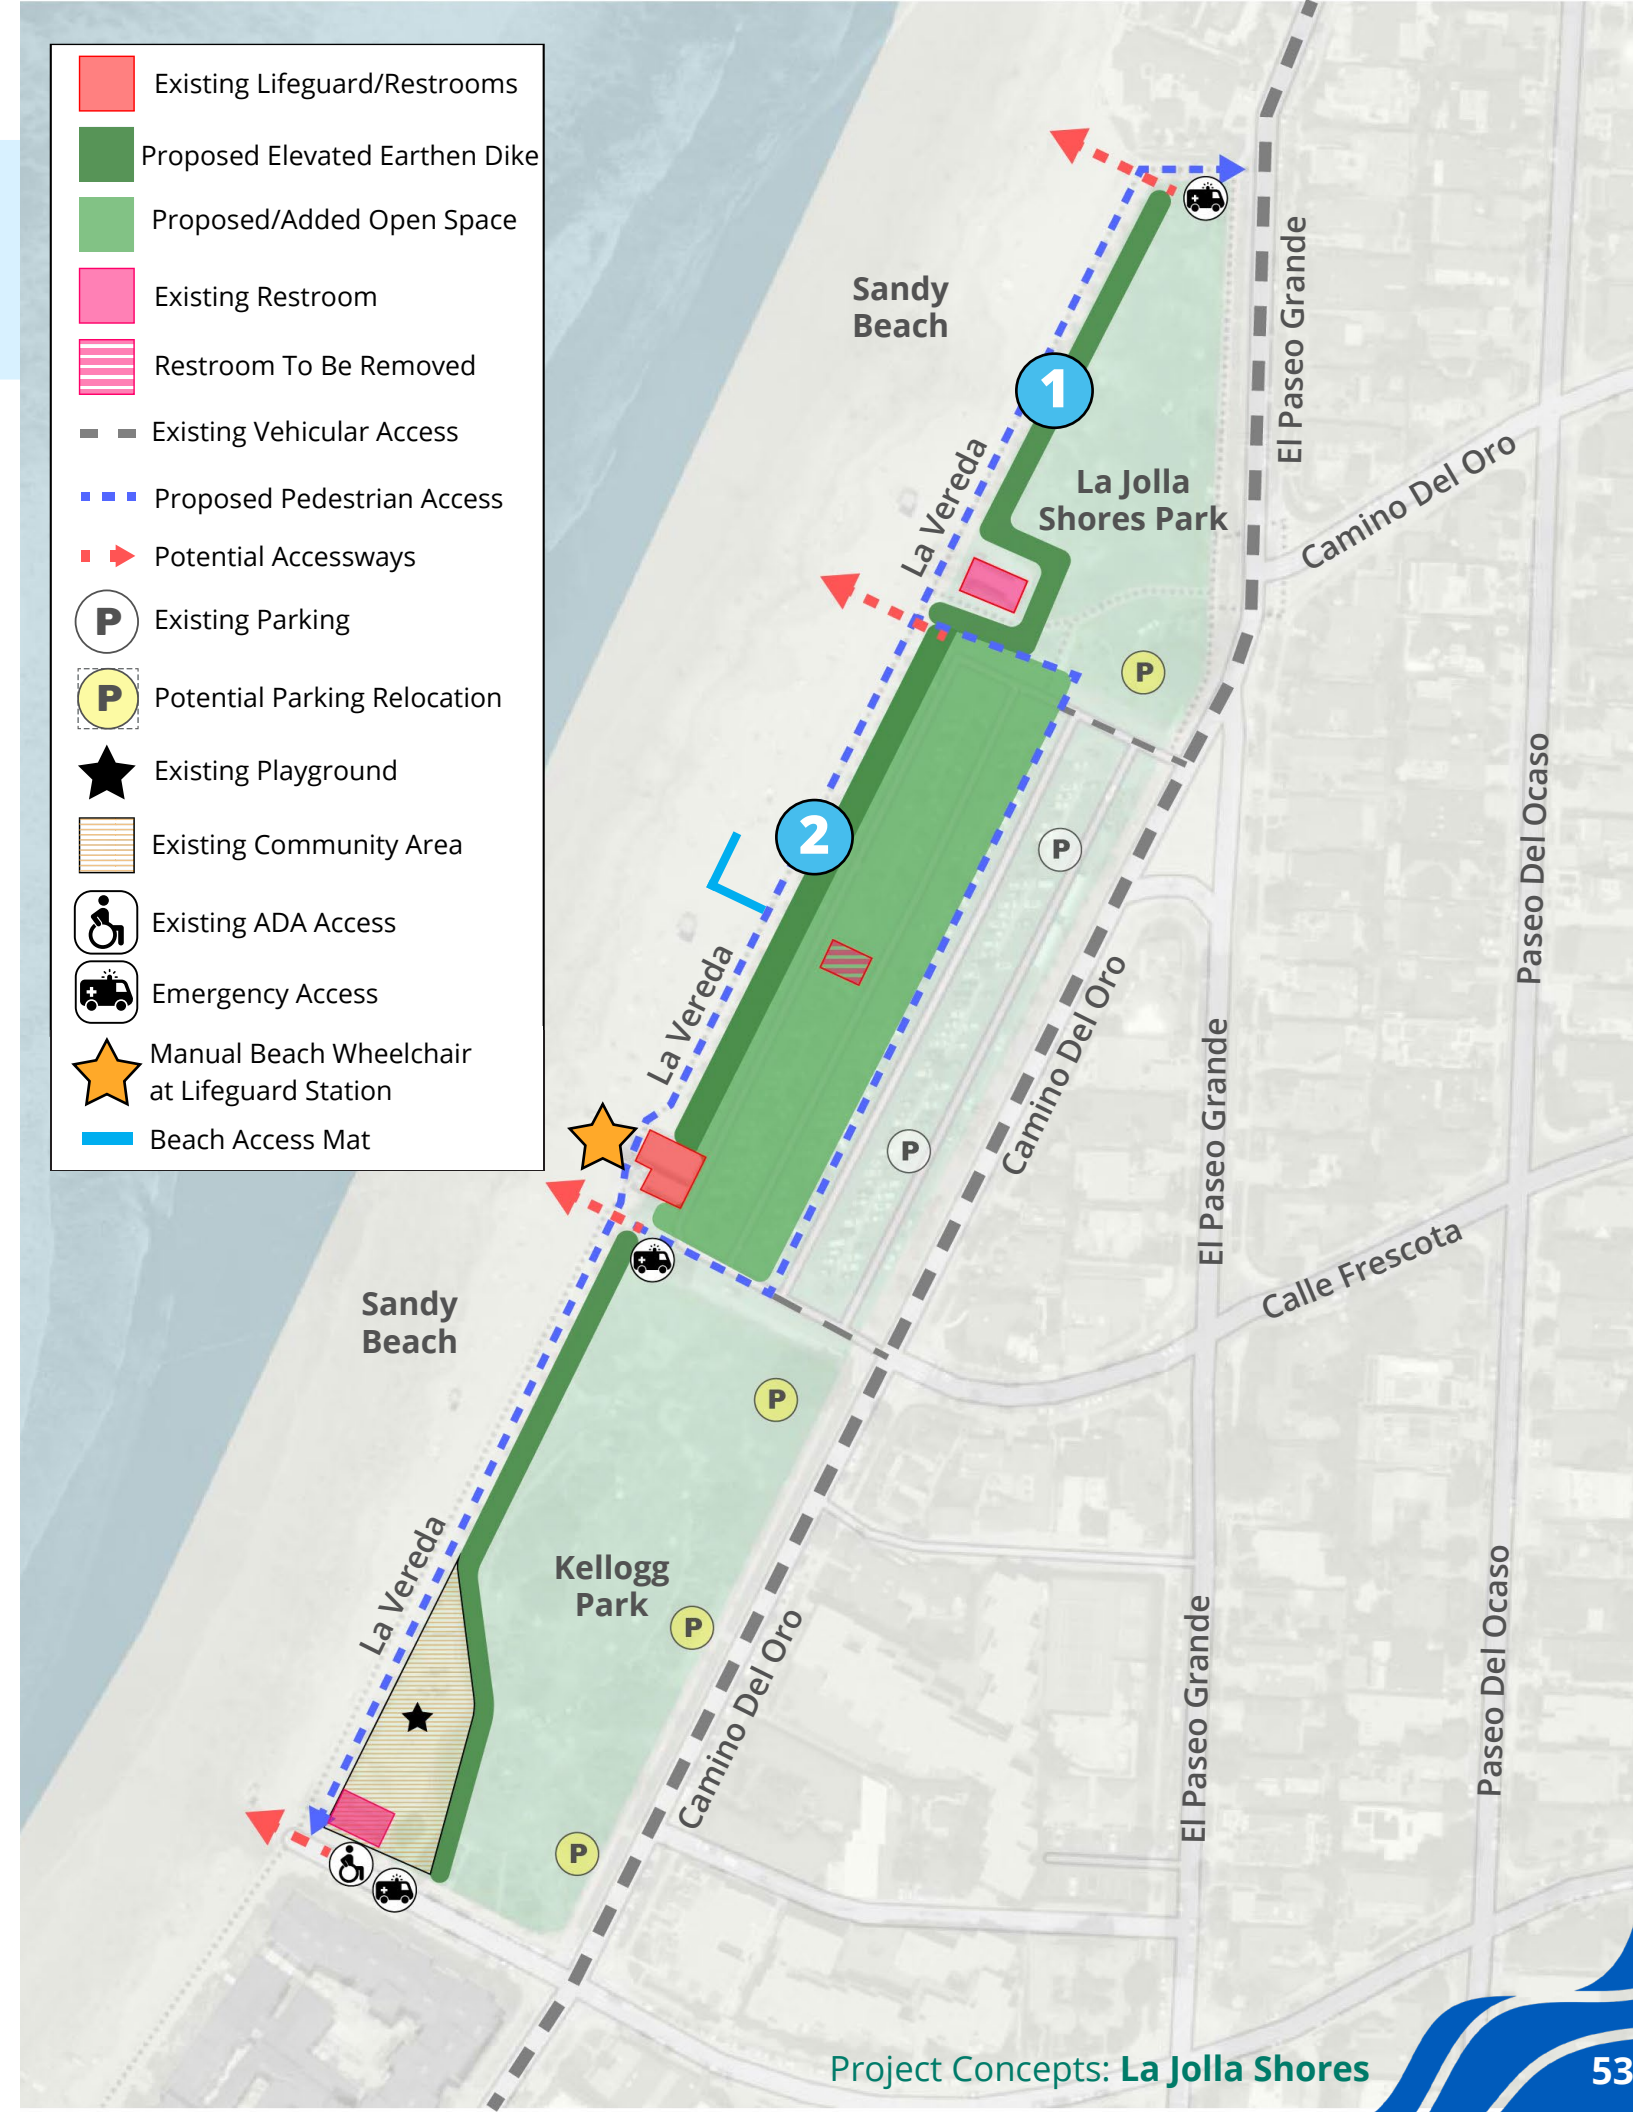 Existing Lifeguard/Restrooms
Proposed Elevated Earthen Dike
Proposed/Added Open Space
Existing Restroom
Restroom To Be Removed
Existing Vehicular Access
Proposed Pedestrian Access
Potential Accessways
P Existing Parking
P Potential Parking Relocation
Existing Playground
Existing Community Area
Existing ADA Access
Emergency Access
Manual Beach Wheelchair
at Lifeguard Station
Beach Access Mat
Sandy
Beach
El Paseo Grande
1
La Vereda
La Jolla
Shores Park
Camino Del Oro
P
2
P
Paseo Del Ocaso
La Vereda
Camino Del Oro
P
El Paseo Grande
Calle Frescota
Sandy
Beach
P
La Vereda
Kellogg
Park
P
Camino Del Oro
El Paseo Grande
Paseo Del Ocaso
P
Project Concepts: La Jolla Shores
53